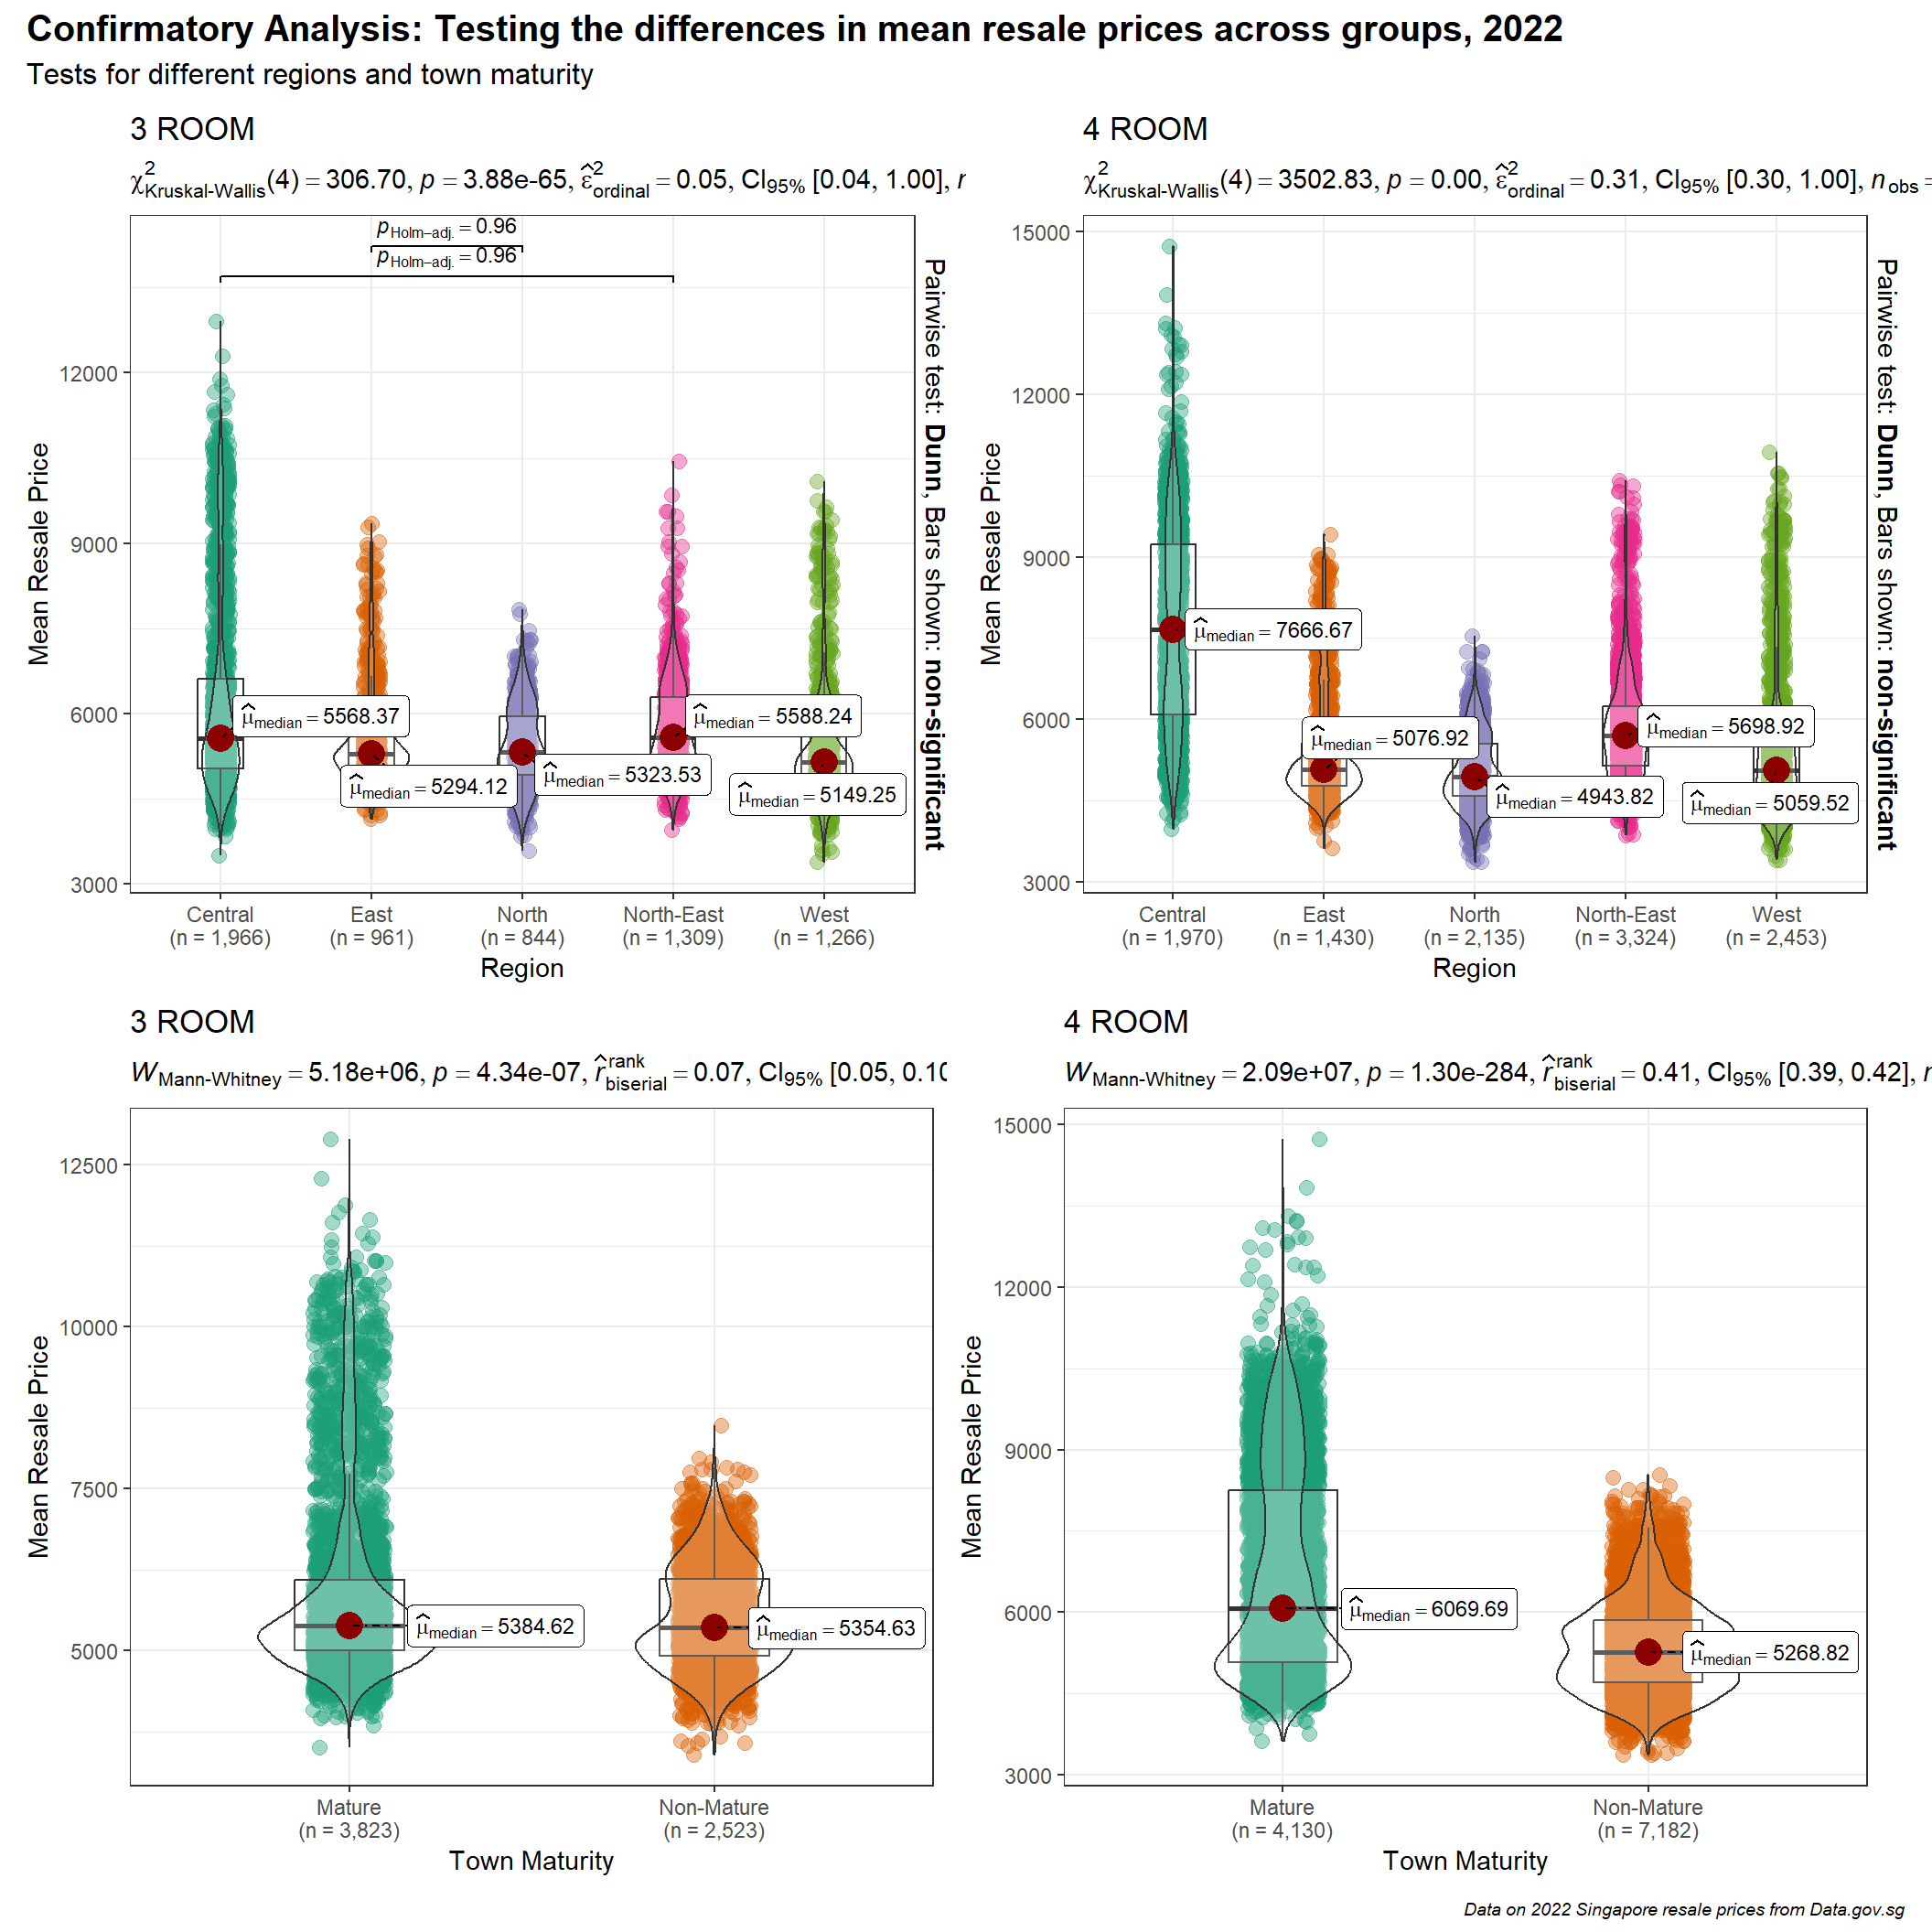 Confirmatory Analysis: Testing the differences in mean resale prices across groups, 2022
Tests for different regions and town maturity
3 ROOM
χ²Kruskal-Wallis(4) = 306.70, p = 3.88e-65, ε̂²ordinal = 0.05, CI95% [0.04, 1.00], n
pHolm–adj. = 0.96
pHolm–adj. = 0.96
Mean Resale Price
12000
9000
6000
3000
μ̂median = 5568.37
μ̂median = 5294.12
μ̂median = 5323.53
μ̂median = 5588.24
μ̂median = 5149.25
Central
(n = 1,966)
East
(n = 961)
North
(n = 844)
North-East
(n = 1,309)
West
(n = 1,266)
Region
Pairwise test: Dunn, Bars shown: non-significant
4 ROOM
χ²Kruskal-Wallis(4) = 3502.83, p = 0.00, ε̂²ordinal = 0.31, CI95% [0.30, 1.00], nobs =
Mean Resale Price
15000
12000
9000
6000
3000
μ̂median = 7666.67
μ̂median = 5076.92
μ̂median = 4943.82
μ̂median = 5698.92
μ̂median = 5059.52
Central
(n = 1,970)
East
(n = 1,430)
North
(n = 2,135)
North-East
(n = 3,324)
West
(n = 2,453)
Region
Pairwise test: Dunn, Bars shown: non-significant
3 ROOM
WMann-Whitney = 5.18e+06, p = 4.34e-07, r̂rankbiserial = 0.07, CI95% [0.05, 0.10
Mean Resale Price
12500
10000
7500
5000
μ̂median = 5384.62
μ̂median = 5354.63
Mature
(n = 3,823)
Non-Mature
(n = 2,523)
Town Maturity
4 ROOM
WMann-Whitney = 2.09e+07, p = 1.30e-284, r̂rankbiserial = 0.41, CI95% [0.39, 0.42], n
Mean Resale Price
15000
12000
9000
6000
3000
μ̂median = 6069.69
μ̂median = 5268.82
Mature
(n = 4,130)
Non-Mature
(n = 7,182)
Town Maturity
Data on 2022 Singapore resale prices from Data.gov.sg